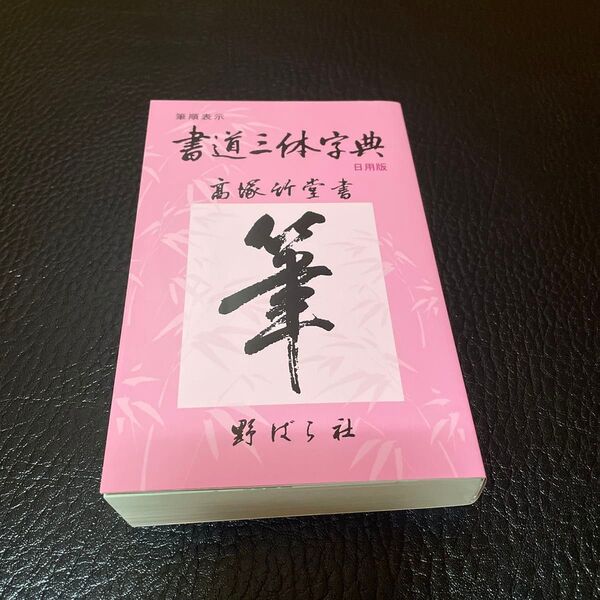 筆順表示
書道三体字典
日用版
高塚竹堂書
筆
野ばら社